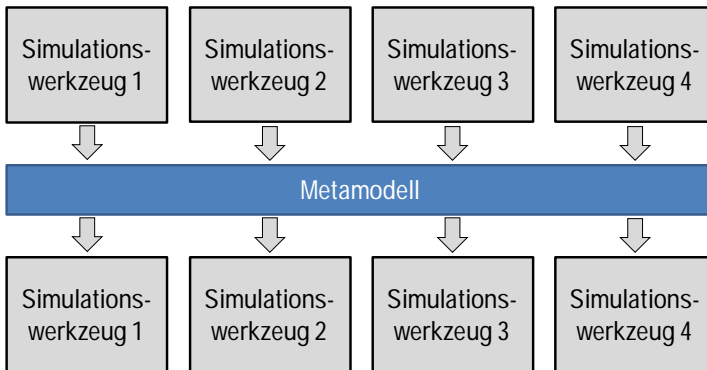 Simulations-
werkzeug 1
Simulations-
werkzeug 2
Simulations-
werkzeug 3
Simulations-
werkzeug 4
Metamodell
Simulations-
werkzeug 1
Simulations-
werkzeug 2
Simulations-
werkzeug 3
Simulations-
werkzeug 4